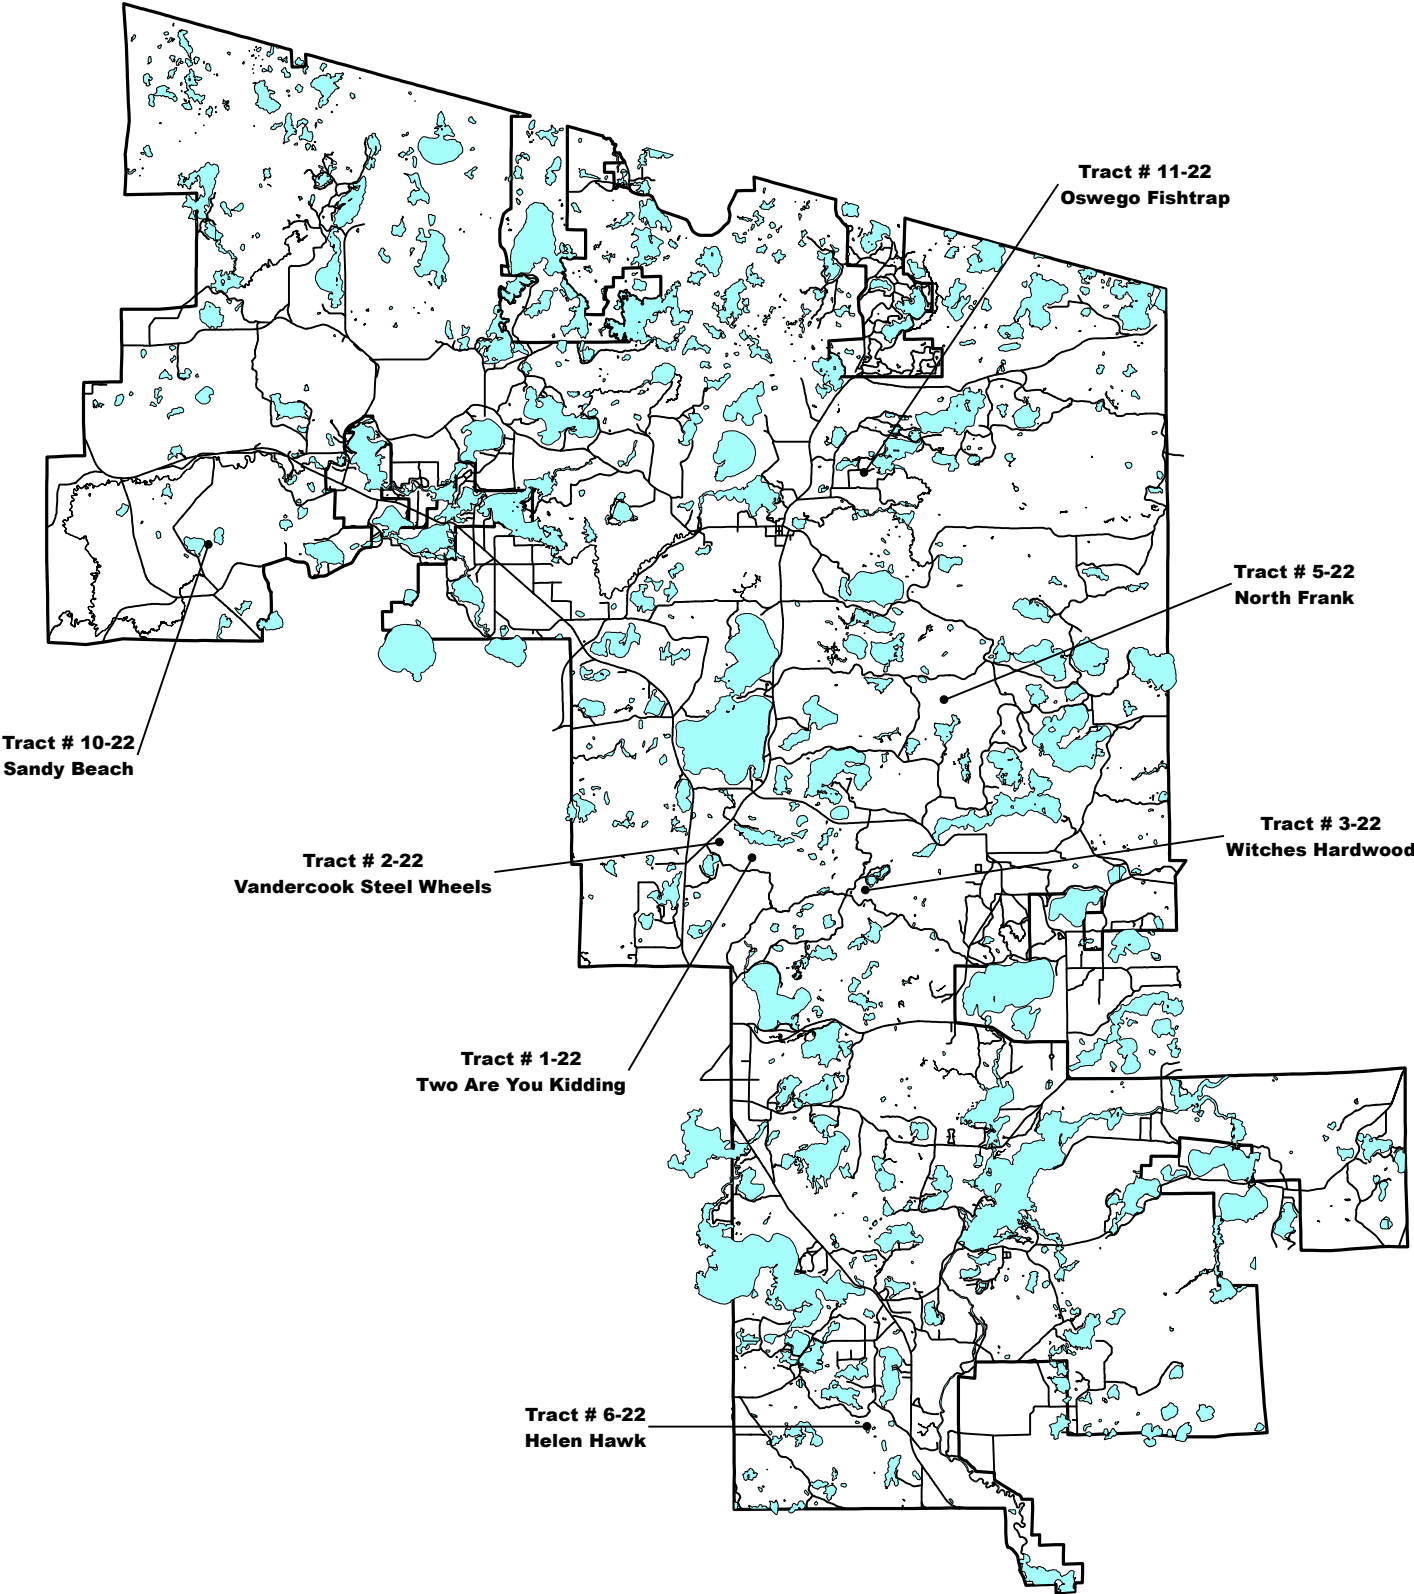 Tract # 11-22
Oswego Fishtrap
Tract # 5-22
North Frank
Tract # 10-22
Sandy Beach
Tract # 3-22
Witches Hardwood
Tract # 2-22
Vandercook Steel Wheels
Tract # 1-22
Two Are You Kidding
Tract # 6-22
Helen Hawk